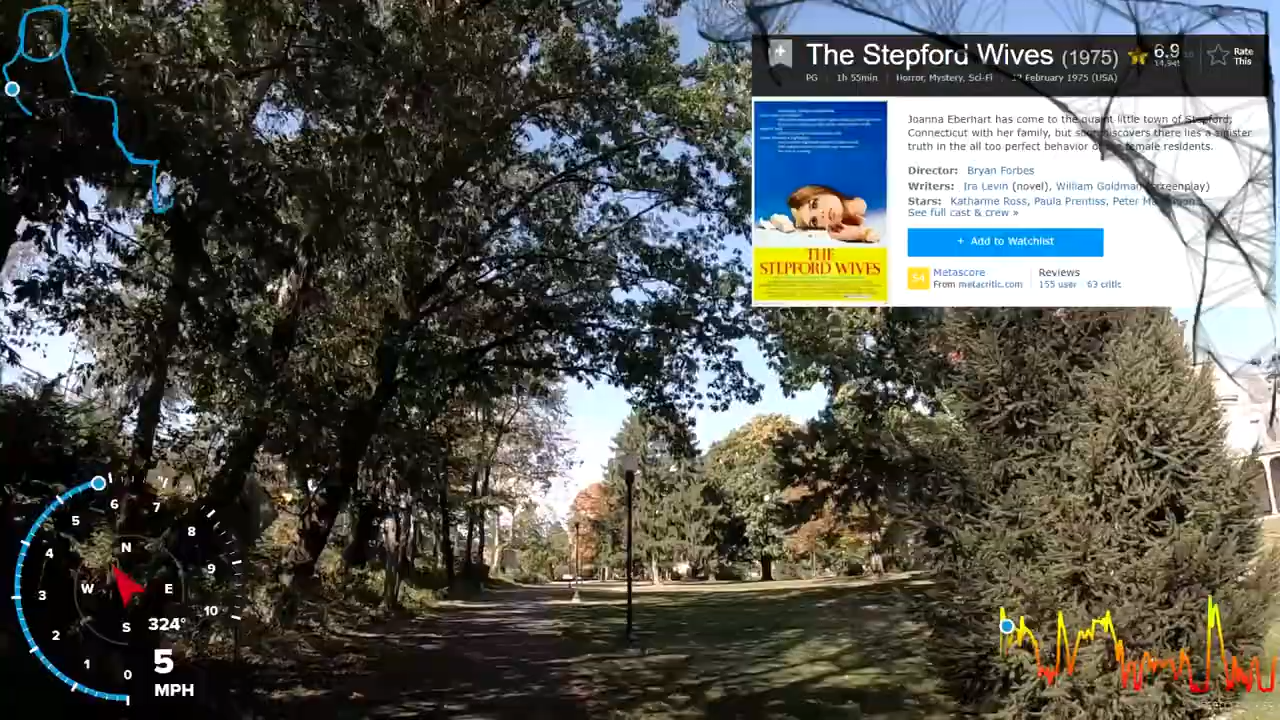 The Stepford Wives (1975)
6.9
Rate
This
PG 1h 55min Horror, Mystery, Sci-Fi February 1975 (USA)
Joanna Eberhart has come to the quaint little town of Stepford,
Connecticut with her family, but soon discovers there lies a sinister
truth in the all too perfect behavior of the female residents.
Director: Bryan Forbes
Writers: Ira Levin (novel), William Goldman (screenplay)
Stars: Katharine Ross, Paula Prentiss, Peter
See full cast & crew »
+ Add to Watchlist
54 Metascore
From metacritic.com
Reviews
155 user 63 critic
THE
STEPFORD WIVES
0
1
2
3
4
5
6
7
8
9
10
N
W
E
S
324°
5
MPH